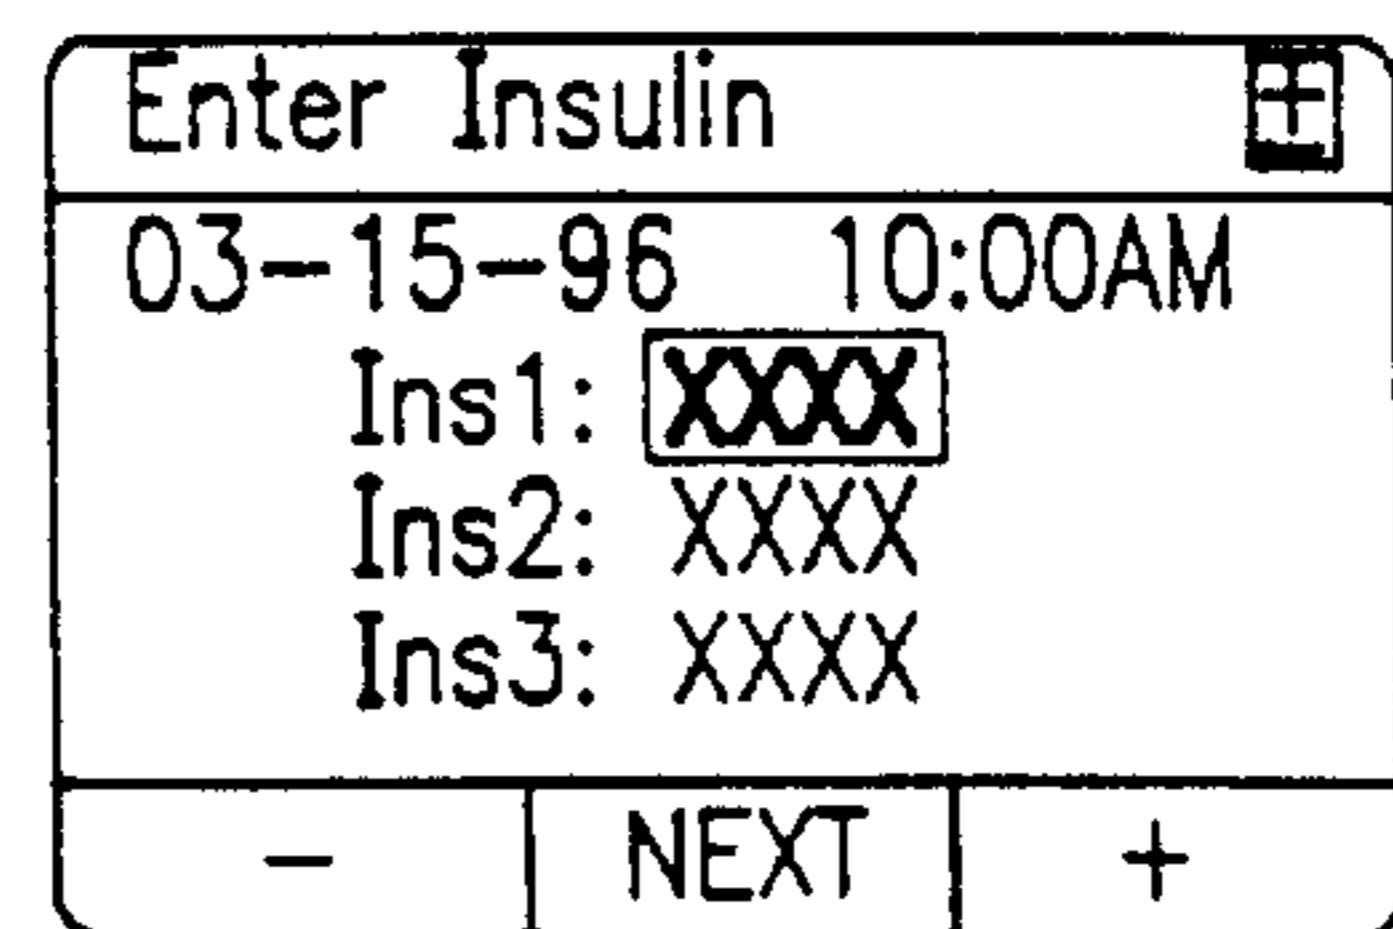 Enter Insulin
03-15-96 10:00AM
Ins1: XXXX
Ins2: XXXX
Ins3: XXXX
- NEXT +